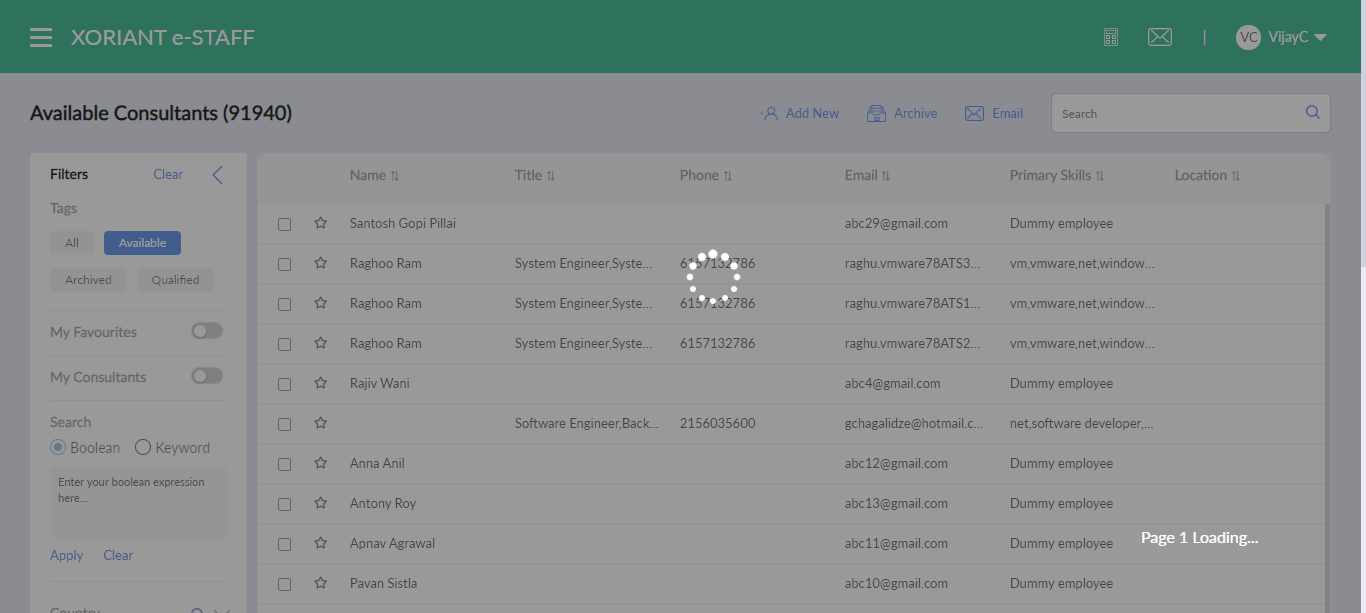 XORIANT e-STAFF
| VC VijayC
Available Consultants (91940)
Add New Archive Email Search
Filters Clear
Tags
All Available
Archived Qualified
My Favourites
My Consultants
Search
Boolean Keyword
Enter your boolean expression
here...
Apply Clear
Country
Name Title Phone Email Primary Skills Location
Santosh Gopi Pillai abc29@gmail.com Dummy employee
Raghoo Ram System Engineer,Syste... 6157132786 raghu.vmware78ATS3... vm,vmware,net,window...
Raghoo Ram System Engineer,Syste... 6157132786 raghu.vmware78ATS1... vm,vmware,net,window...
Raghoo Ram System Engineer,Syste... 6157132786 raghu.vmware78ATS2... vm,vmware,net,window...
Rajiv Wani abc4@gmail.com Dummy employee
Software Engineer,Back... 2156035600 gchagalidze@hotmail.c... net,software developer,...
Anna Anil abc12@gmail.com Dummy employee
Antony Roy abc13@gmail.com Dummy employee
Apnav Agrawal abc11@gmail.com Dummy employee
Page 1 Loading...
Pavan Sistla abc10@gmail.com Dummy employee